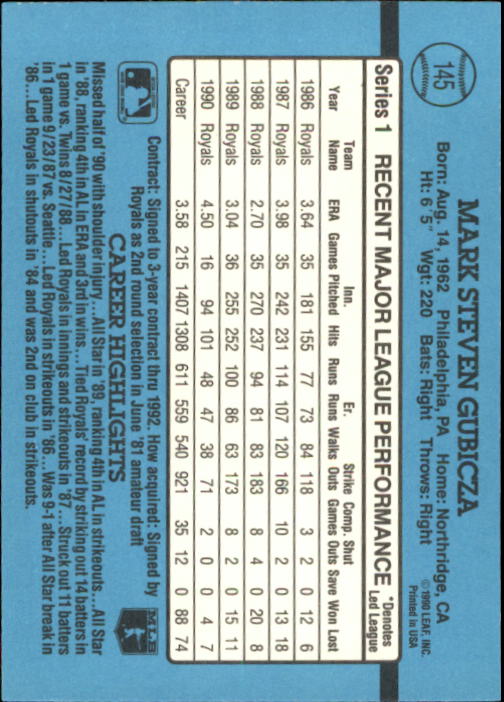 145
MARK STEVEN GUBICZA
Born: Aug. 14, 1962 Philadelphia, PA Home: Northridge, CA
Ht: 6' 5" Wgt: 220 Bats: Right Throws: Right
©1990 LEAF, INC.
Printed in USA
Series 1 RECENT MAJOR LEAGUE PERFORMANCE *Denotes Led League
Team Inn. Er. Strike Comp. Shut
Year Name ERA Games Pitched Hits Runs Runs Walks Outs Games Outs Save Won Lost
1986 Royals 3.64 35 181 155 77 73 84 118 3 2 0 12 6
1987 Royals 3.98 35 242 231 114 107 120 166 10 2 0 13 18
1988 Royals 2.70 35 270 237 94 81 83 183 8 4 0 20 8
1989 Royals 3.04 36 255 252 100 86 63 173 8 2 0 15 11
1990 Royals 4.50 16 94 101 48 47 38 71 2 0 0 4 7
Career 3.58 215 1407 1308 611 559 540 921 35 12 0 88 74
Contract: Signed to 3-year contract thru 1992. How acquired: Signed by
Royals as 2nd round selection in June '81 amateur draft
MLB
CAREER HIGHLIGHTS
Missed half of '90 with shoulder injury...All Star in '89, ranking 4th in AL in strikeouts...All Star
in '88, ranking 4th in AL in ERA and 3rd in wins...Tied Royals' record by striking out 14 batters in
1 game vs. Twins 8/27/88...Led Royals in innings and strikeouts in '87...Struck out 11 batters
in 1 game 9/23/87 vs. Seattle...Led Royals in strikeouts in '86...Was 9-1 after All Star break in
'86...Led Royals in shutouts in '84 and was 2nd on club in strikeouts.